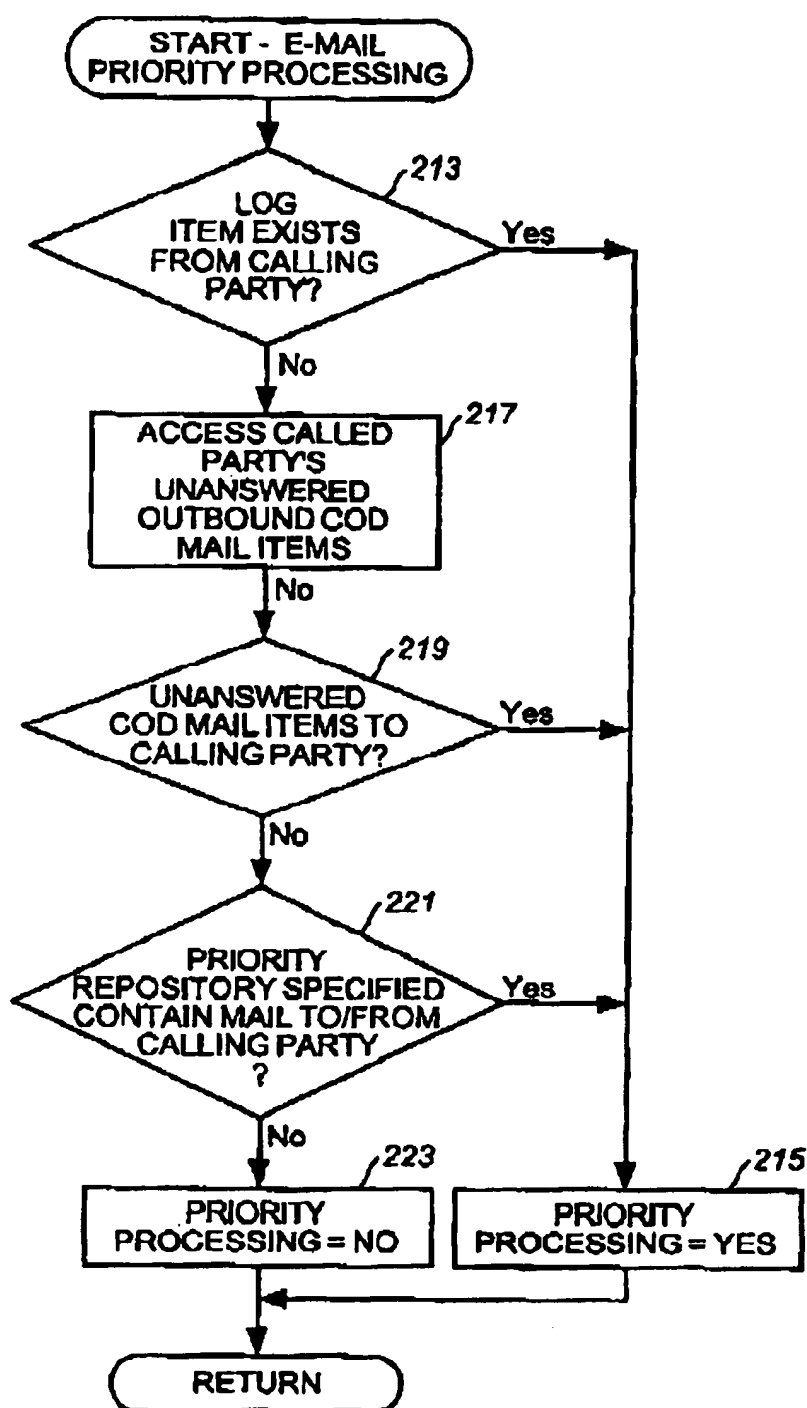 START - E-MAIL
PRIORITY PROCESSING
213
LOG
ITEM EXISTS
FROM CALLING
PARTY?
Yes
No
217
ACCESS CALLED
PARTY'S
UNANSWERED
OUTBOUND COD
MAIL ITEMS
No
219
UNANSWERED
COD MAIL ITEMS TO
CALLING PARTY?
Yes
No
221
PRIORITY
REPOSITORY SPECIFIED
CONTAIN MAIL TO/FROM
CALLING PARTY
?
Yes
No
223
PRIORITY
PROCESSING = NO
215
PRIORITY
PROCESSING = YES
RETURN